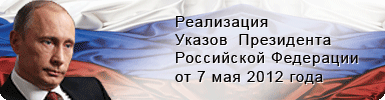 Реализация
Указов Президента
Российской Федерации
от 7 мая 2012 года